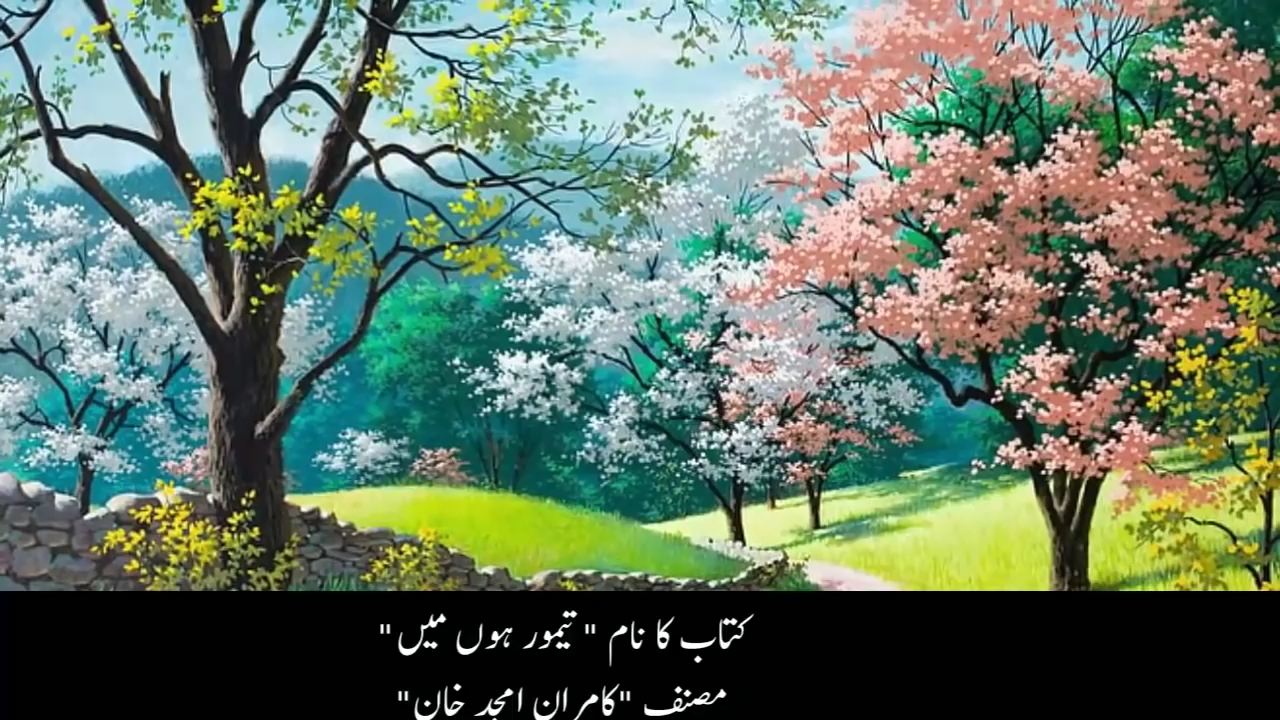 کتاب کا نام " تیمور ہوں میں"
مصنف "کامران امجد خان"